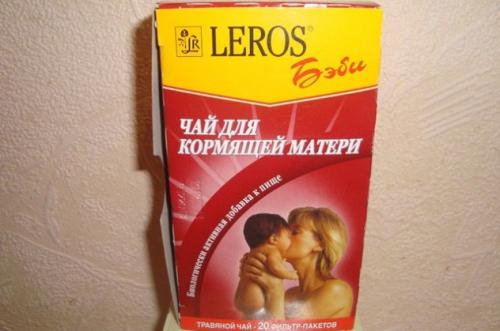 LEROS®
Бэби
ЧАЙ ДЛЯ
КОРМЯЩЕЙ МАТЕРИ
Биологически активная добавка к пище
ТРАВЯНОЙ ЧАЙ - 20 ФИЛЬТР-ПАКЕТОВ